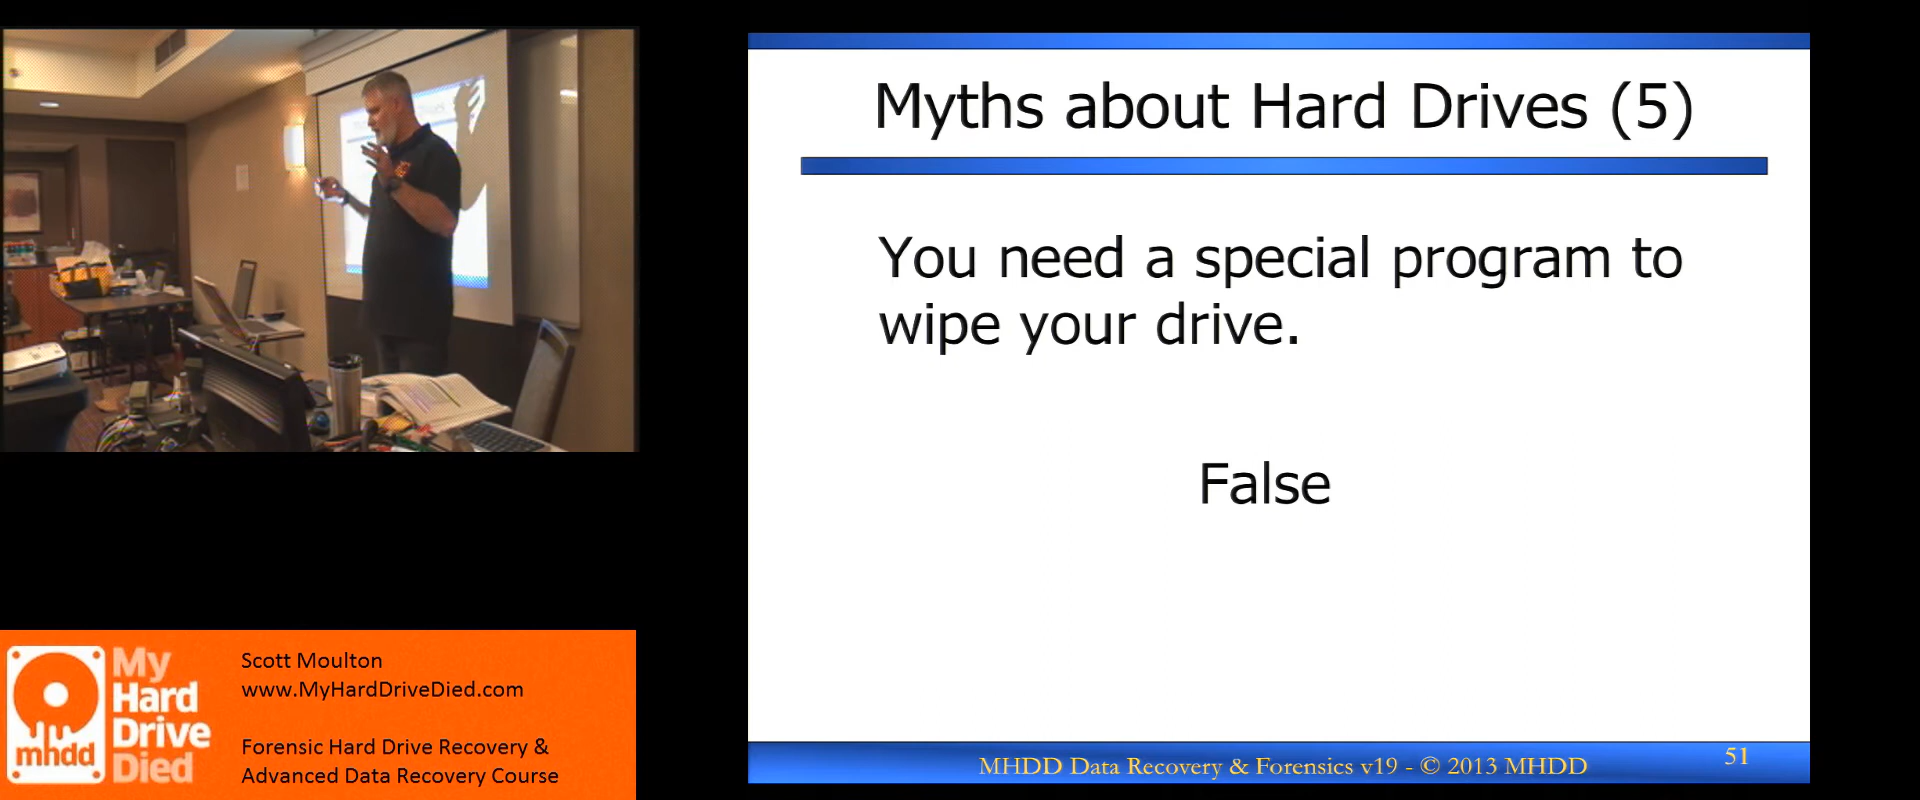 Myths about Hard Drives (5)
You need a special program to
wipe your drive.
False
MHDD Data Recovery & Forensics v19 - © 2013 MHDD
51
mhdd
My
Hard
Drive
Died
Scott Moulton
www.MyHardDriveDied.com
Forensic Hard Drive Recovery &
Advanced Data Recovery Course